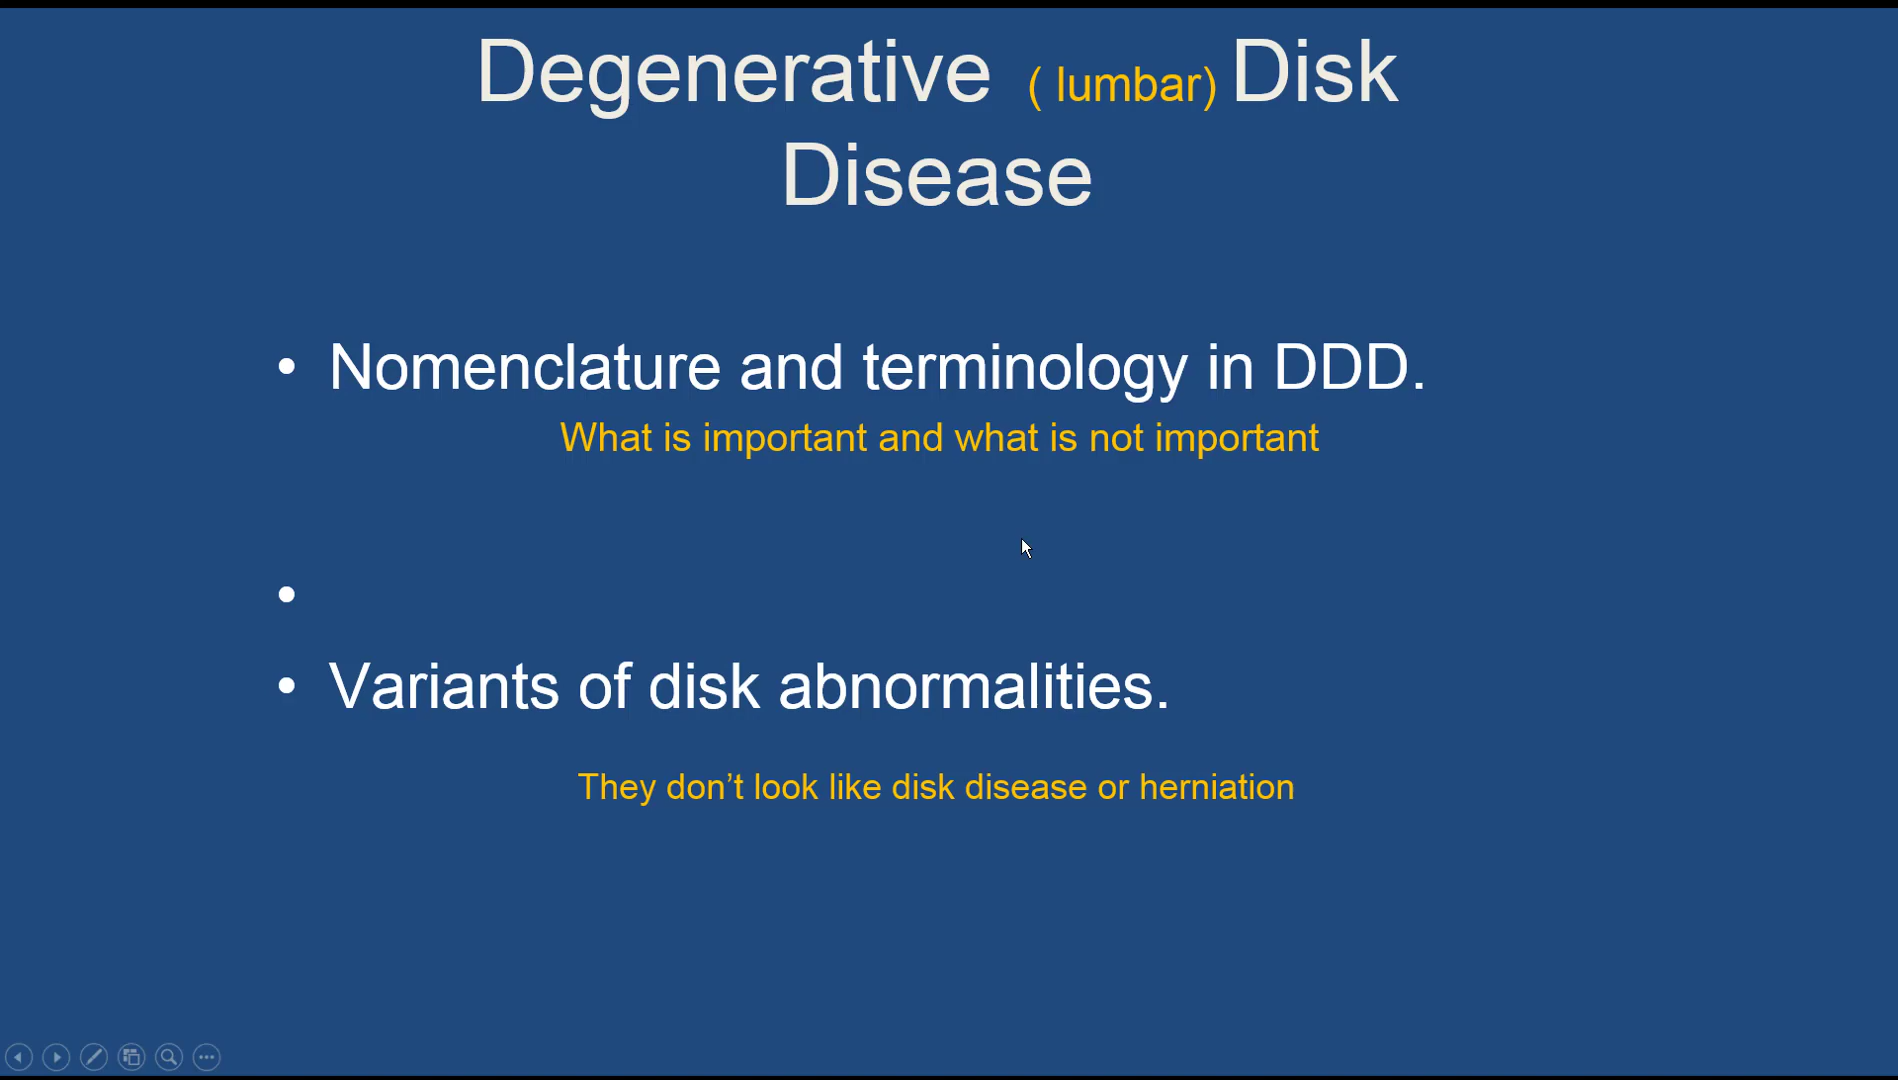 Degenerative ( lumbar) Disk
Disease
• Nomenclature and terminology in DDD.
What is important and what is not important
•
• Variants of disk abnormalities.
They don’t look like disk disease or herniation